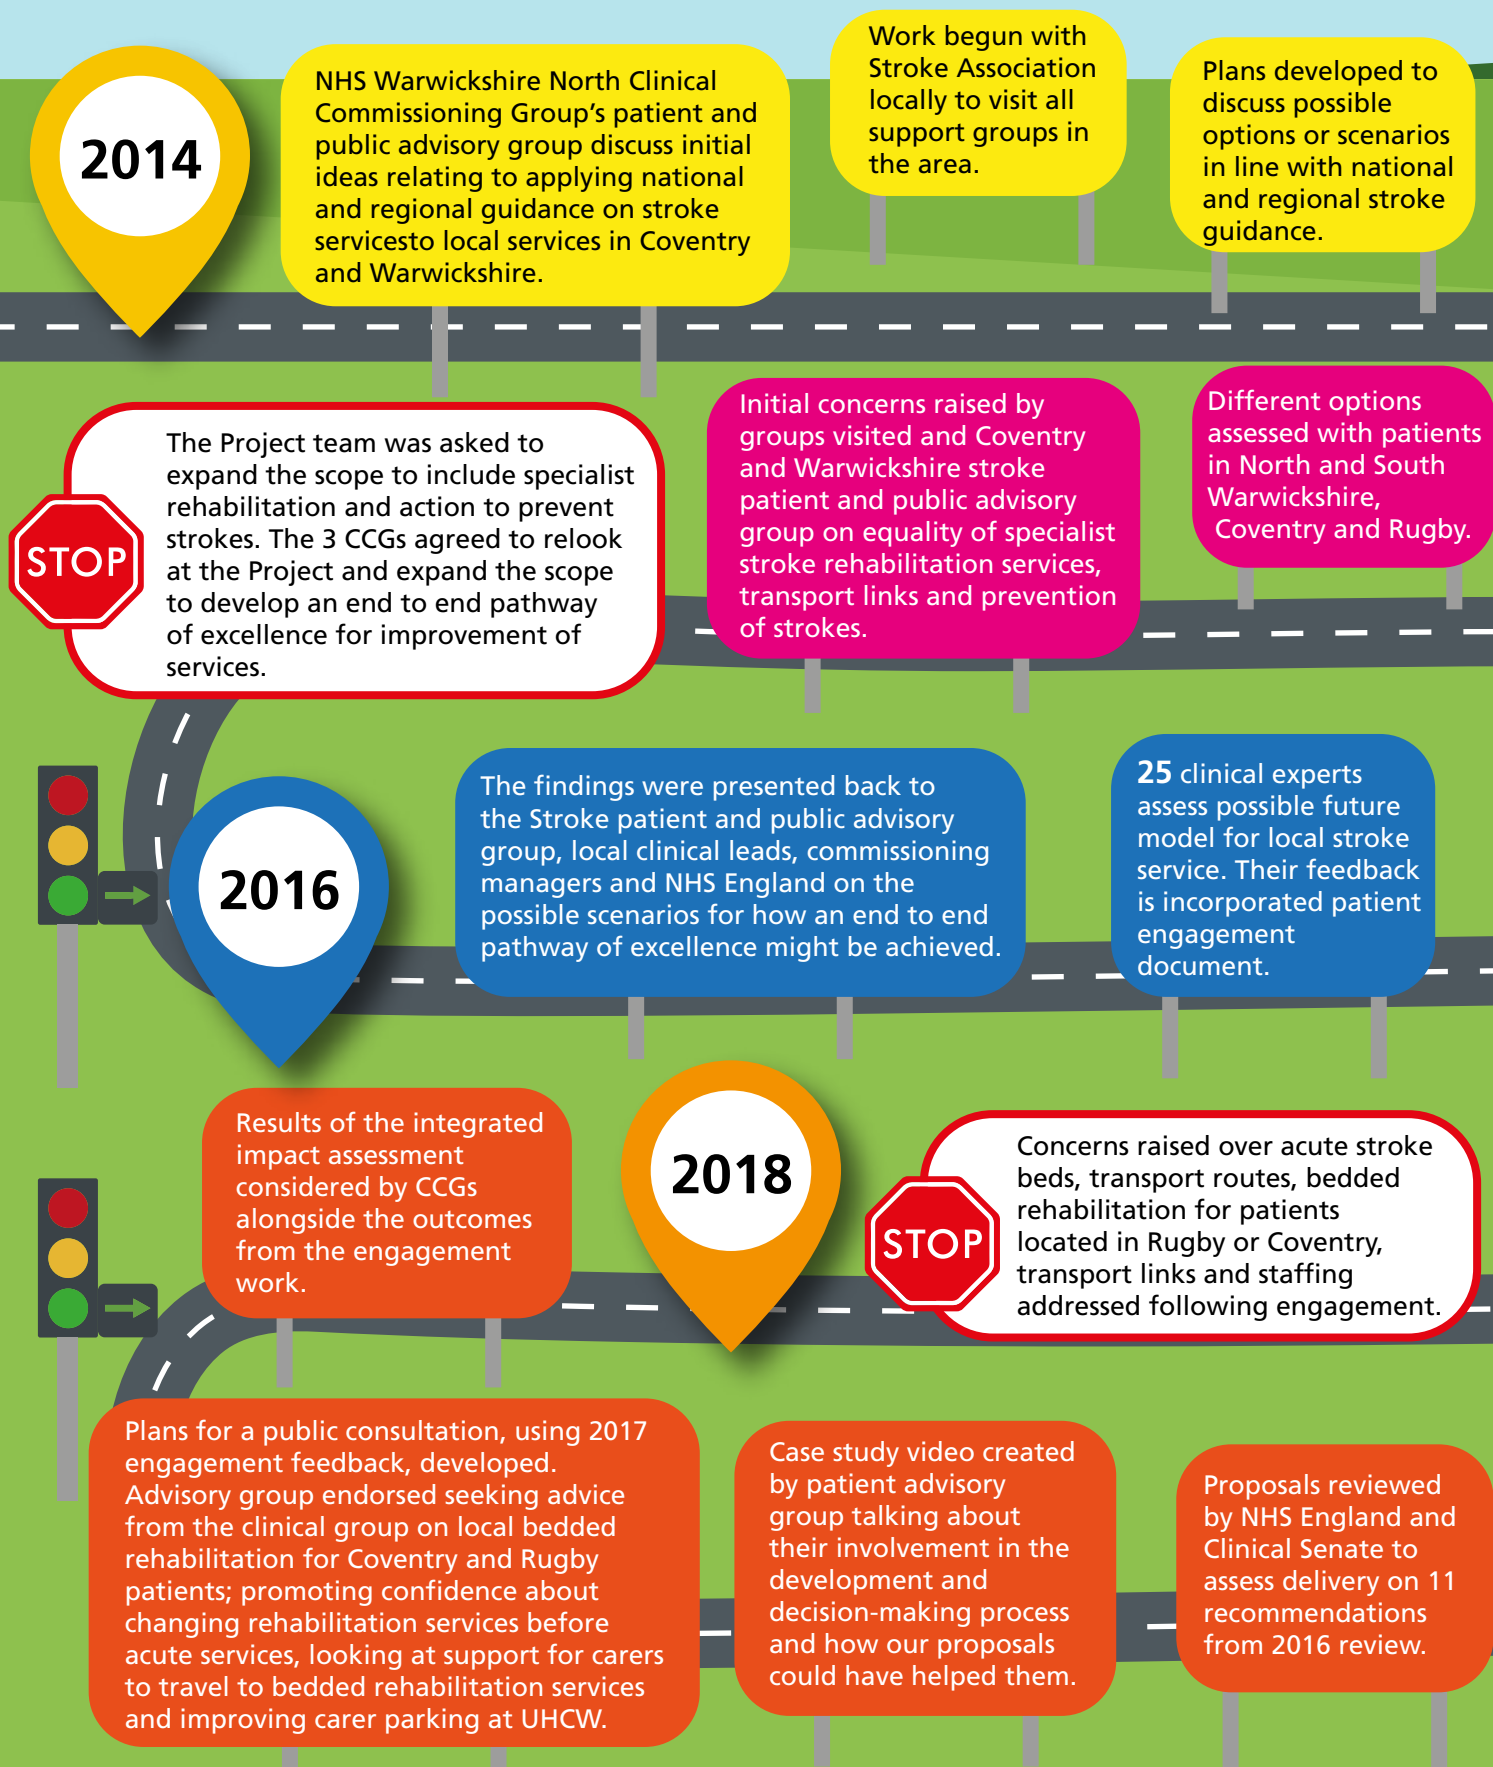 2014
NHS Warwickshire North Clinical
Commissioning Group's patient and
public advisory group discuss initial
ideas relating to applying national
and regional guidance on stroke
servicesto local services in Coventry
and Warwickshire.
Work begun with
Stroke Association
locally to visit all
support groups in
the area.
Plans developed to
discuss possible
options or scenarios
in line with national
and regional stroke
guidance.
STOP
The Project team was asked to
expand the scope to include specialist
rehabilitation and action to prevent
strokes. The 3 CCGs agreed to relook
at the Project and expand the scope
to develop an end to end pathway
of excellence for improvement of
services.
Initial concerns raised by
groups visited and Coventry
and Warwickshire stroke
patient and public advisory
group on equality of specialist
stroke rehabilitation services,
transport links and prevention
of strokes.
Different options
assessed with patients
in North and South
Warwickshire,
Coventry and Rugby.
2016
The findings were presented back to
the Stroke patient and public advisory
group, local clinical leads, commissioning
managers and NHS England on the
possible scenarios for how an end to end
pathway of excellence might be achieved.
25 clinical experts
assess possible future
model for local stroke
service. Their feedback
is incorporated patient
engagement
document.
Results of the integrated
impact assessment
considered by CCGs
alongside the outcomes
from the engagement
work.
2018
STOP
Concerns raised over acute stroke
beds, transport routes, bedded
rehabilitation for patients
located in Rugby or Coventry,
transport links and staffing
addressed following engagement.
Plans for a public consultation, using 2017
engagement feedback, developed.
Advisory group endorsed seeking advice
from the clinical group on local bedded
rehabilitation for Coventry and Rugby
patients; promoting confidence about
changing rehabilitation services before
acute services, looking at support for carers
to travel to bedded rehabilitation services
and improving carer parking at UHCW.
Case study video created
by patient advisory
group talking about
their involvement in the
development and
decision-making process
and how our proposals
could have helped them.
Proposals reviewed
by NHS England and
Clinical Senate to
assess delivery on 11
recommendations
from 2016 review.